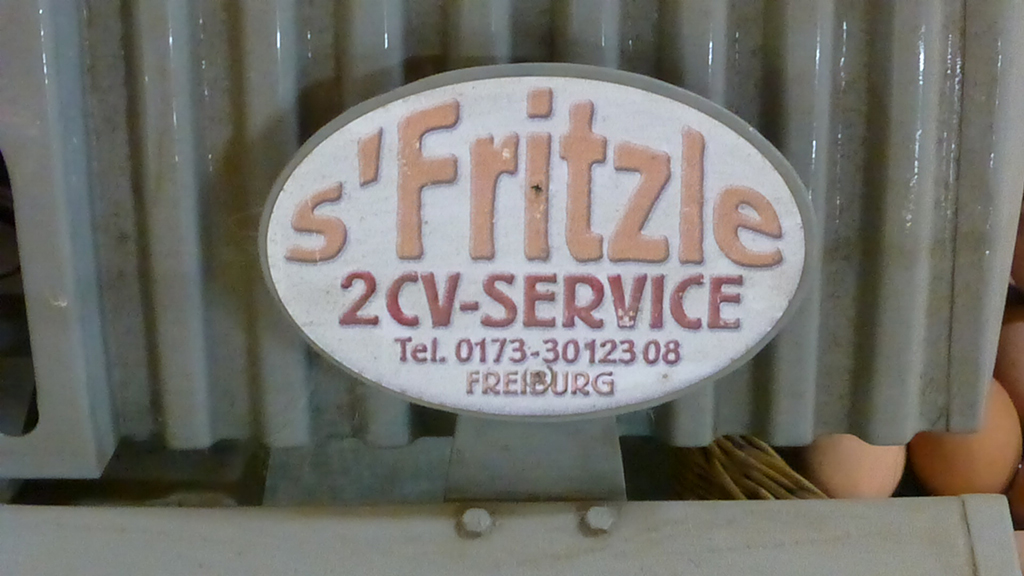 s'Fritzle
2CV-SERVICE
Tel. 0173-3012308
FREIBURG